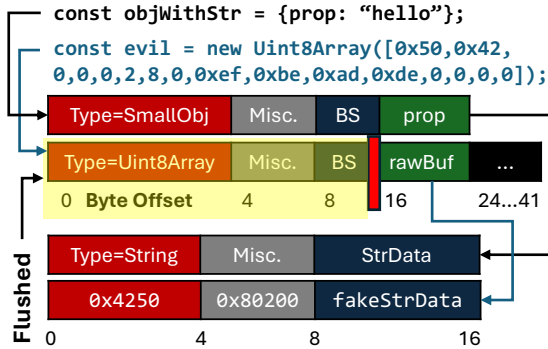 const objWithStr = {prop: “hello”};
const evil = new Uint8Array([0x50,0x42,
0,0,0,2,8,0,0xef,0xbe,0xad,0xde,0,0,0,0]);
Type=SmallObj Misc. BS prop
Type=Uint8Array Misc. BS rawBuf ...
0 Byte Offset 4 8 16 24...41
Flushed
Type=String Misc. StrData
0x4250 0x80200 fakeStrData
0 4 8 16